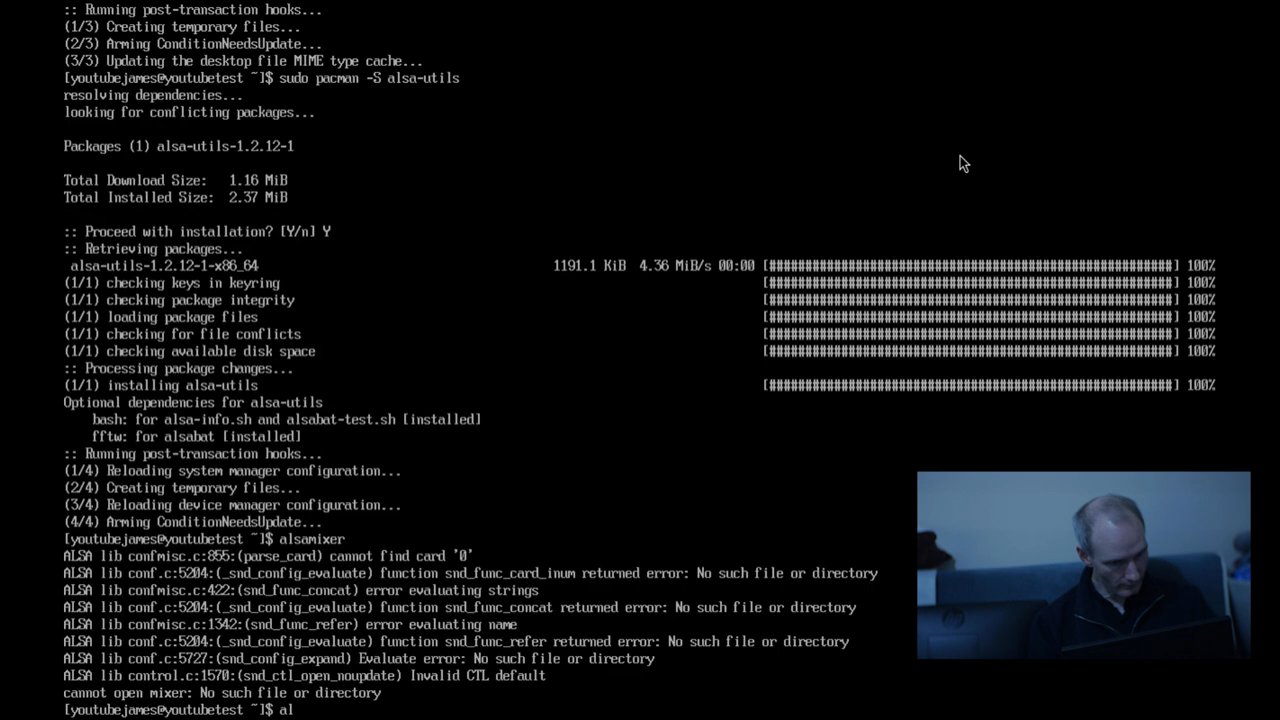 :: Running post-transaction hooks...
(1/3) Creating temporary files...
(2/3) Arming ConditionNeedsUpdate...
(3/3) Updating the desktop file MIME type cache...
[youtubejames@youtubetest ~]$ sudo pacman -S alsa-utils
resolving dependencies...
looking for conflicting packages...
Packages (1) alsa-utils-1.2.12-1
Total Download Size:   1.16 MiB
Total Installed Size:  2.37 MiB
:: Proceed with installation? [Y/n] Y
:: Retrieving packages...
alsa-utils-1.2.12-1-x86_64 1191.1 KiB 4.36 MiB/s 00:00 [########################################################] 100%
(1/1) checking keys in keyring [########################################################] 100%
(1/1) checking package integrity [########################################################] 100%
(1/1) loading package files [########################################################] 100%
(1/1) checking for file conflicts [########################################################] 100%
(1/1) checking available disk space [########################################################] 100%
:: Processing package changes...
(1/1) installing alsa-utils [########################################################] 100%
Optional dependencies for alsa-utils
bash: for alsa-info.sh and alsabat-test.sh [installed]
fftw: for alsabat [installed]
:: Running post-transaction hooks...
(1/4) Reloading system manager configuration...
(2/4) Creating temporary files...
(3/4) Reloading device manager configuration...
(4/4) Arming ConditionNeedsUpdate...
[youtubejames@youtubetest ~]$ alsamixer
ALSA lib confmisc.c:855:(parse_card) cannot find card '0'
ALSA lib conf.c:5204:(_snd_config_evaluate) function snd_func_card_inum returned error: No such file or directory
ALSA lib confmisc.c:422:(snd_func_concat) error evaluating strings
ALSA lib conf.c:5204:(_snd_config_evaluate) function snd_func_concat returned error: No such file or directory
ALSA lib confmisc.c:1342:(snd_func_refer) error evaluating name
ALSA lib conf.c:5204:(_snd_config_evaluate) function snd_func_refer returned error: No such file or directory
ALSA lib conf.c:5727:(snd_config_expand) Evaluate error: No such file or directory
ALSA lib control.c:1570:(snd_ctl_open_noupdate) Invalid CTL default
cannot open mixer: No such file or directory
[youtubejames@youtubetest ~]$ al